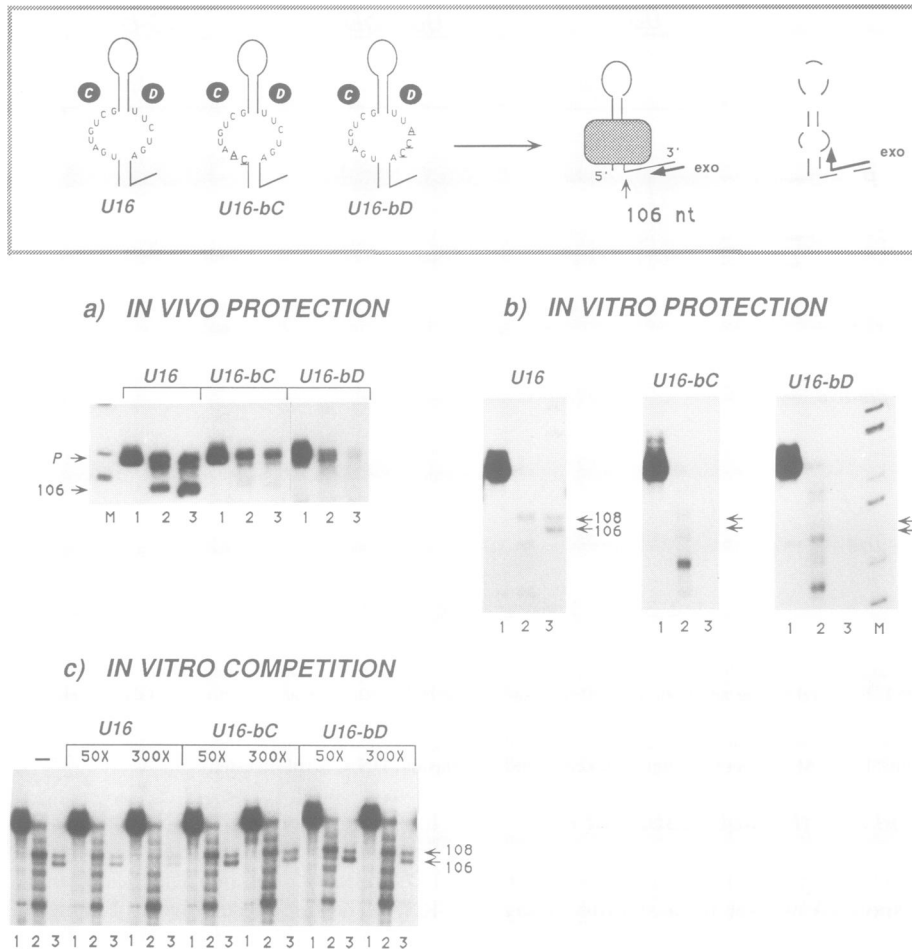 C D C D C D
U16 U16-bC U16-bD
5' 3' exo
106 nt
exo
a) IN VIVO PROTECTION
U16 U16-bC U16-bD
P
106
M 1 2 3 1 2 3 1 2 3
b) IN VITRO PROTECTION
U16
108
106
1 2 3
U16-bC
1 2 3
U16-bD
1 2 3 M
c) IN VITRO COMPETITION
U16 U16-bC U16-bD
– 50X 300X 50X 300X 50X 300X
108
106
1 2 3 1 2 3 1 2 3 1 2 3 1 2 3 1 2 3 1 2 3